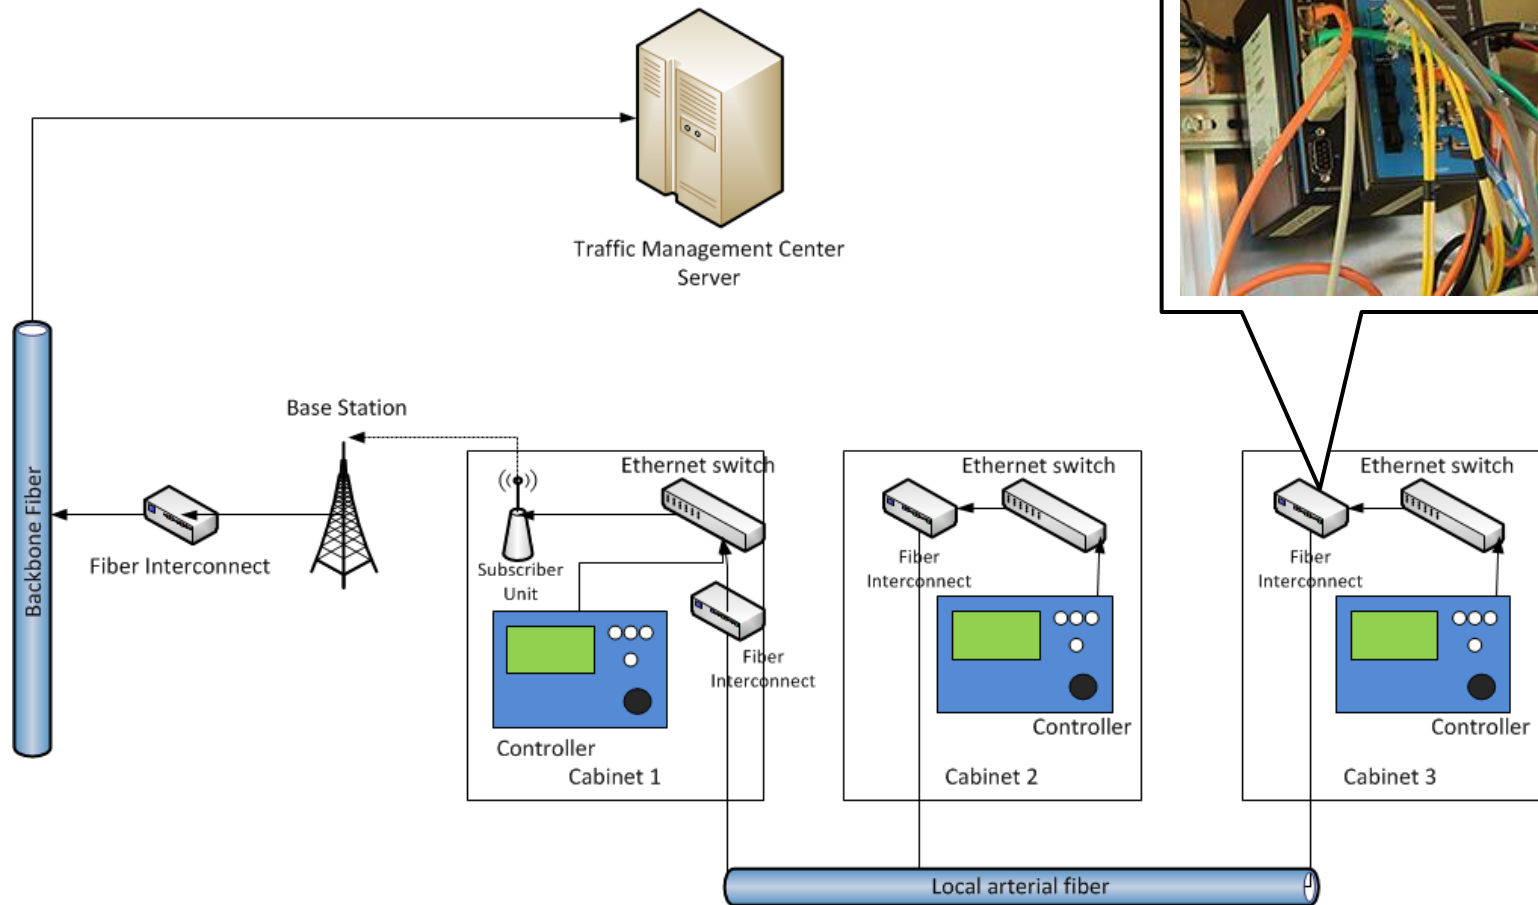 Traffic Management Center
Server
Base Station
Backbone Fiber
Fiber Interconnect
Ethernet switch
Subscriber
Unit
Fiber
Interconnect
Controller
Cabinet 1
Ethernet switch
Fiber
Interconnect
Controller
Cabinet 2
Ethernet switch
Fiber
Interconnect
Controller
Cabinet 3
Local arterial fiber